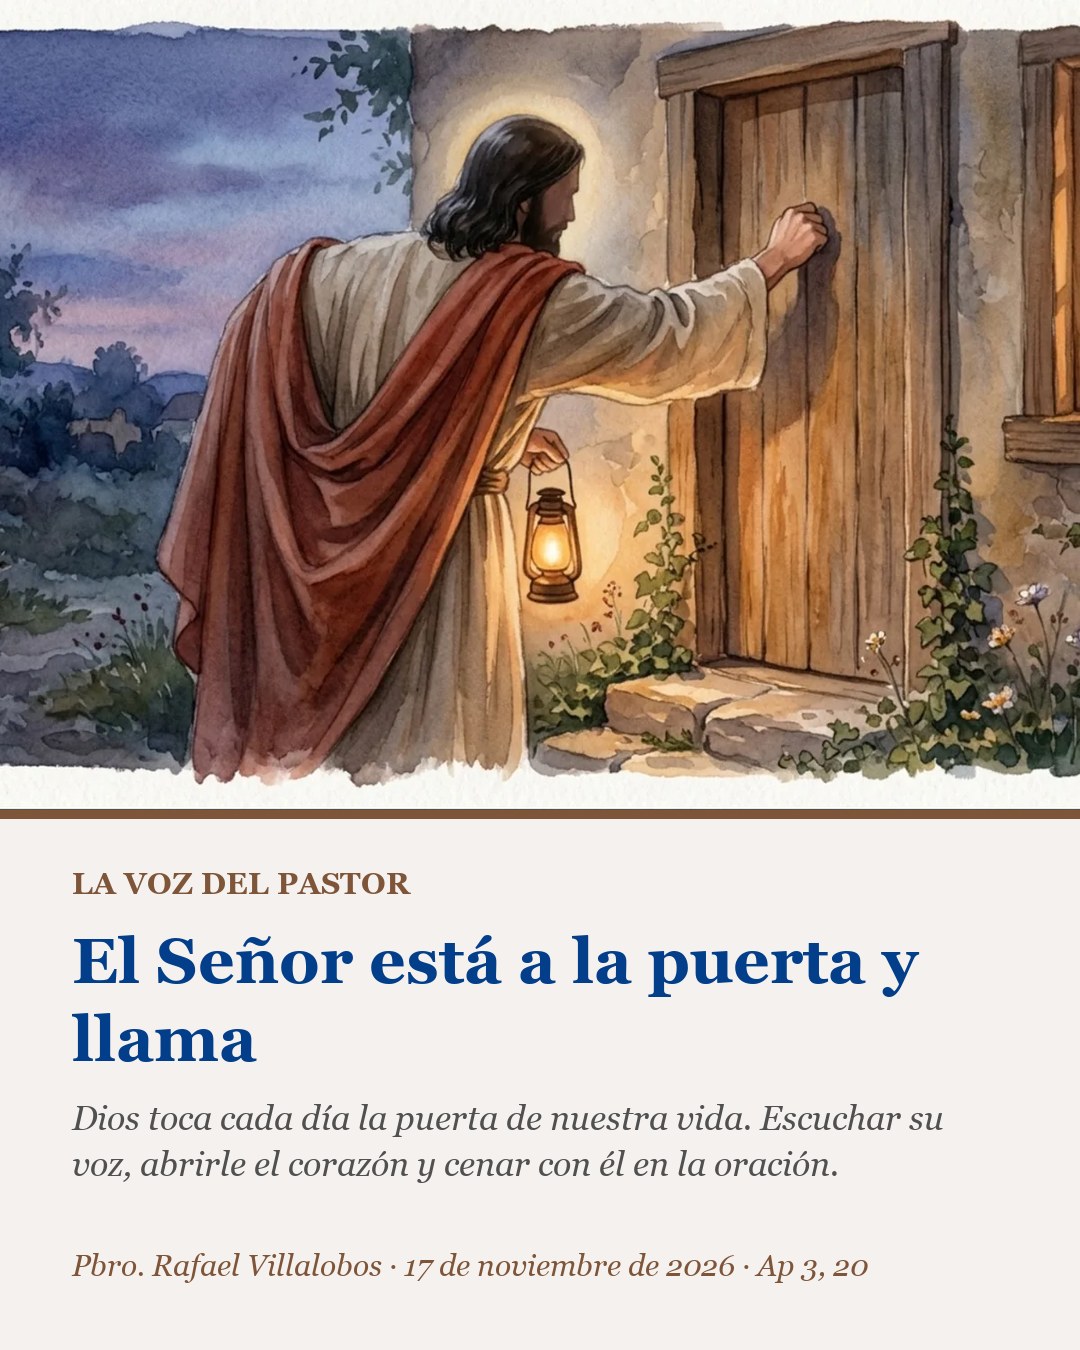 LA VOZ DEL PASTOR
El Señor está a la puerta y
llama
Dios toca cada día la puerta de nuestra vida. Escuchar su
voz, abrirle el corazón y cenar con él en la oración.
Pbro. Rafael Villalobos · 17 de noviembre de 2026 · Ap 3, 20